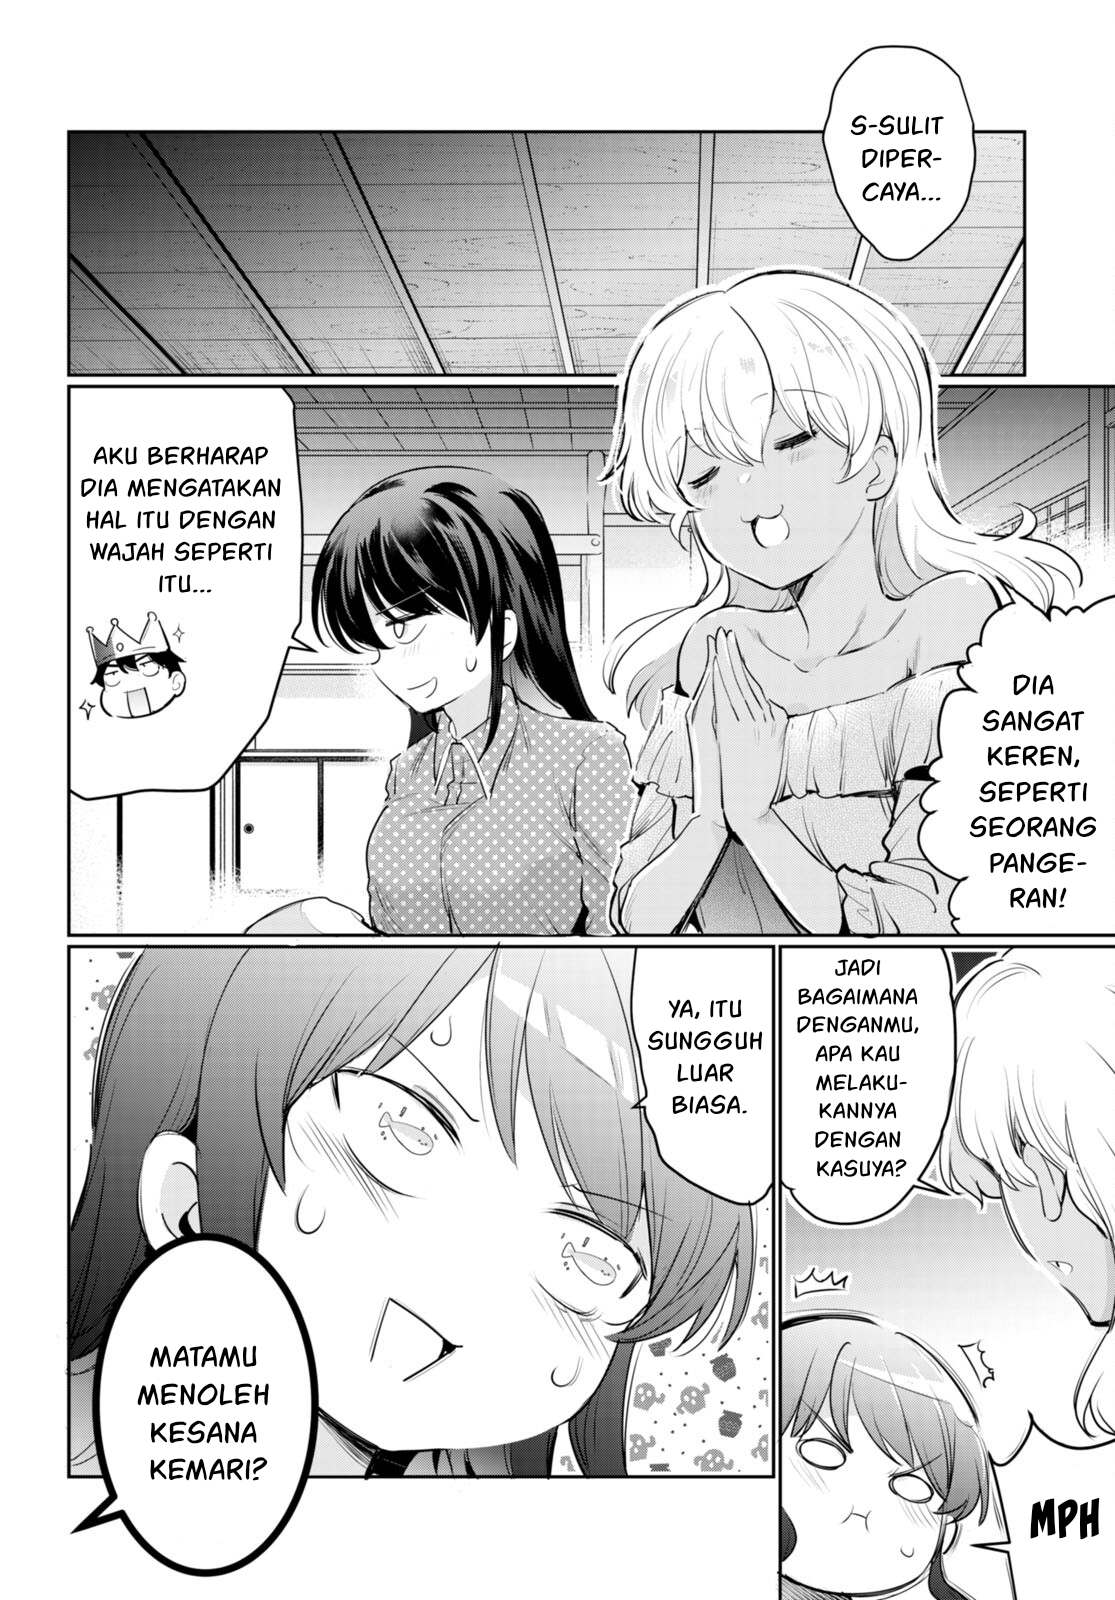 S-SULIT
DIPER-
CAYA...
DIA
SANGAT
KEREN,
SEPERTI
SEORANG
PANGE-
RAN!
AKU BERHARAP
DIA MENGATAKAN
HAL ITU DENGAN
WAJAH SEPERTI
ITU...
JADI
BAGAIMANA
DENGANMU,
APA KAU
MELAKU-
KANNYA
DENGAN
KASUYA?
MPH
YA, ITU
SUNGGUH
LUAR
BIASA.
MATAMU
MENOLEH
KESANA
KEMARI?